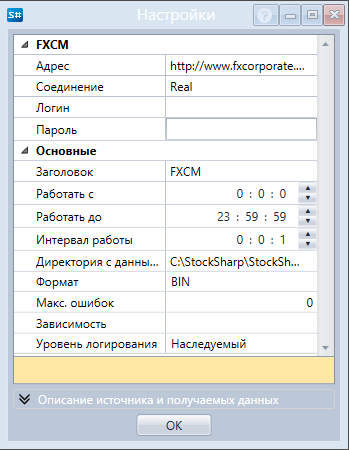 S# Настройки ?
FXCM
Адрес http://www.fxcorporate....
Соединение Real
Логин
Пароль
Основные
Заголовок FXCM
Работать с 0 : 0 : 0
Работать до 23 : 59 : 59
Интервал работы 0 : 0 : 1
Директория с данны... C:\StockSharp\StockSh...
Формат BIN
Макс. ошибок 0
Зависимость
Уровень логирования Наследуемый
Описание источника и получаемых данных
OK